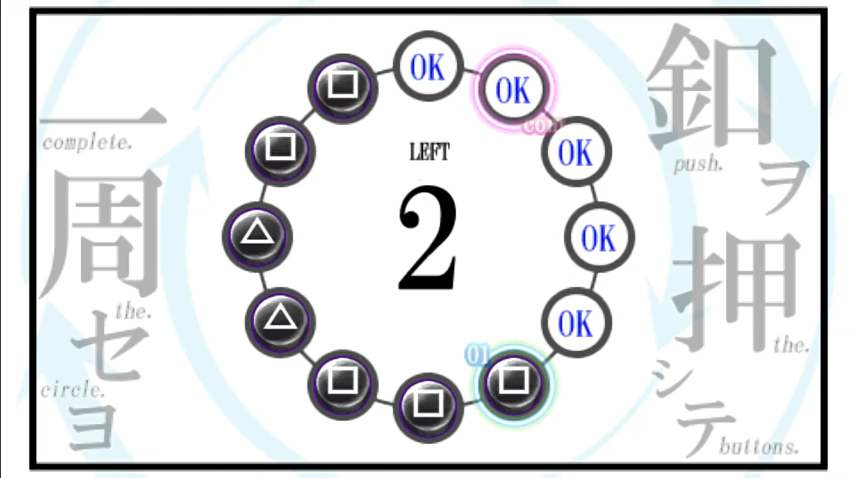 一周セヨ
complete.
the.
circle.
OK
OK
OK
OK
OK
com
01
LEFT
2
釦ヲ押シテ
push.
the.
buttons.